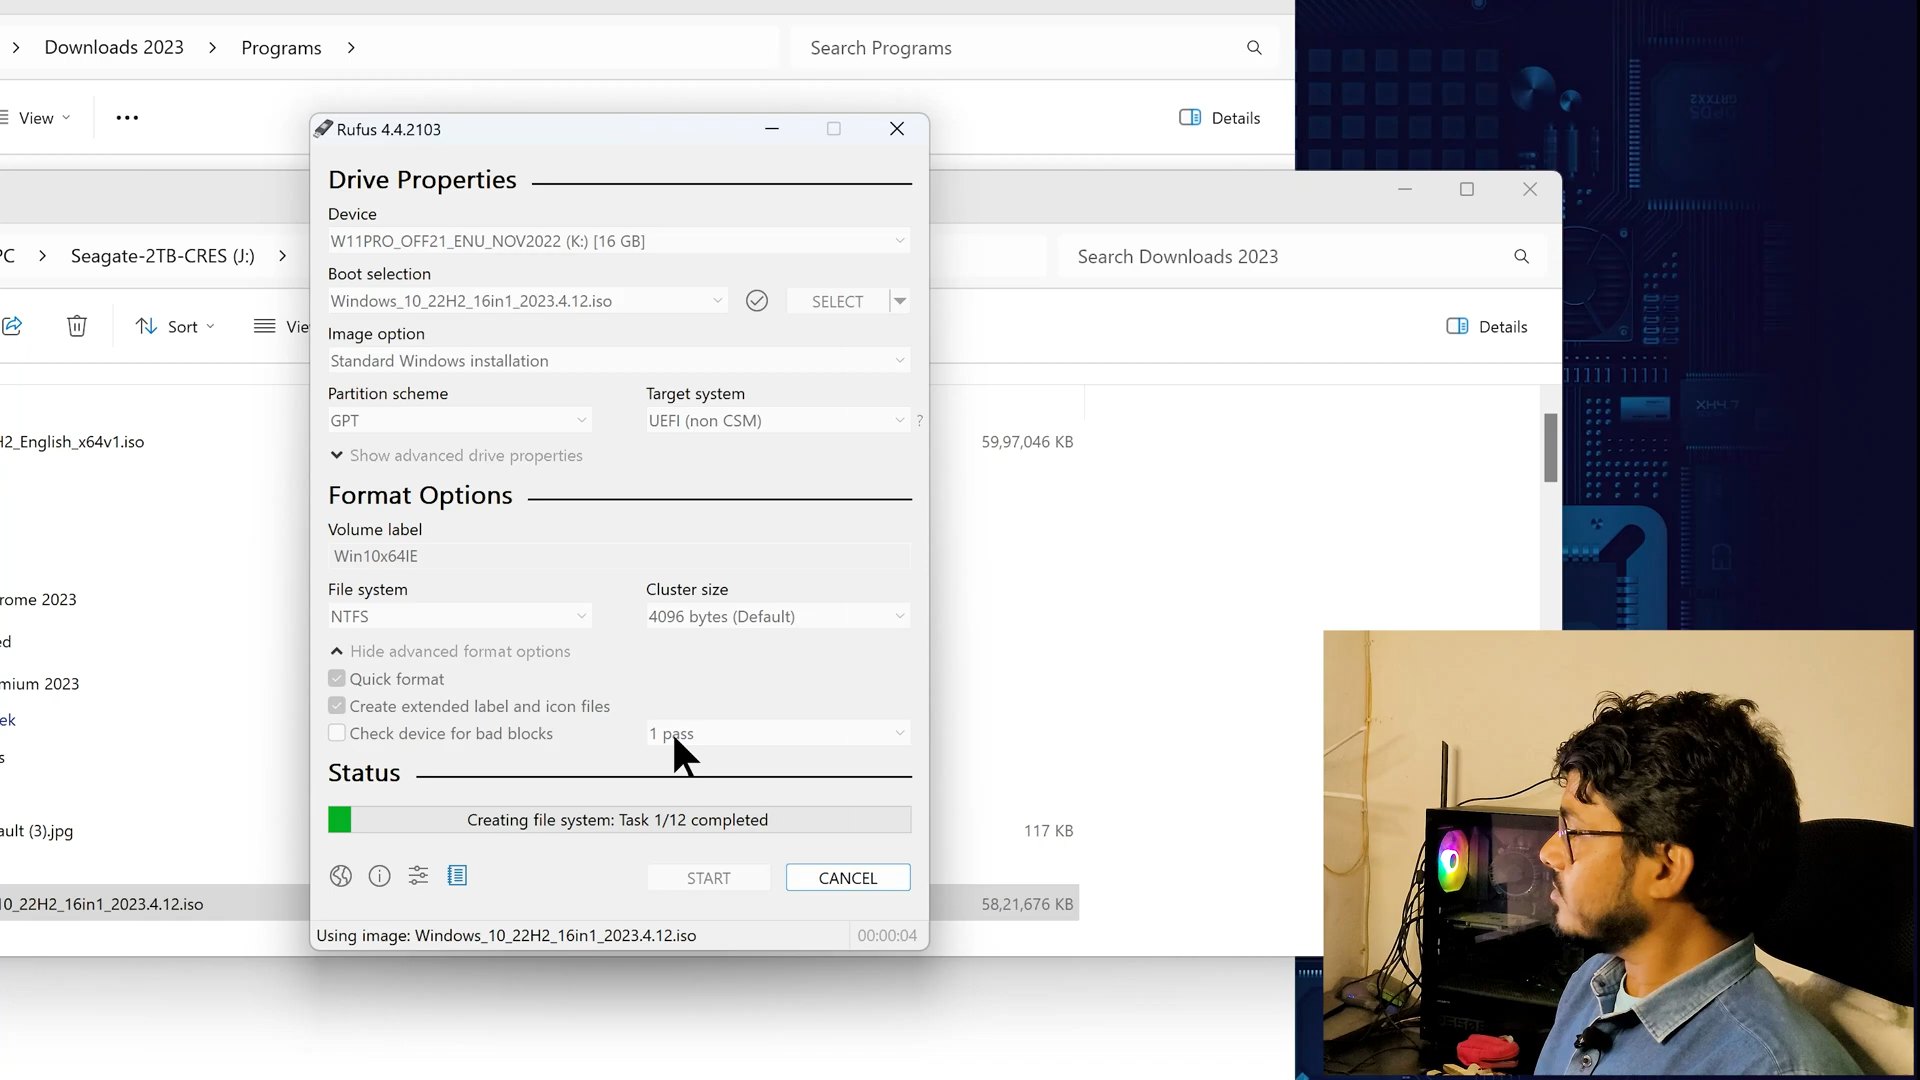 Downloads 2023
Programs
Search Programs
View
Details
Rufus 4.4.2103
Drive Properties
Device
W11PRO_OFF21_ENU_NOV2022 (K:) [16 GB]
Boot selection
Windows_10_22H2_16in1_2023.4.12.iso
SELECT
Image option
Standard Windows installation
Partition scheme
Target system
GPT
UEFI (non CSM)
?
Show advanced drive properties
Format Options
Volume label
Win10x64IE
File system
Cluster size
NTFS
4096 bytes (Default)
Hide advanced format options
Quick format
Create extended label and icon files
Check device for bad blocks
1 pass
Status
Creating file system: Task 1/12 completed
START
CANCEL
Using image: Windows_10_22H2_16in1_2023.4.12.iso
00:00:04
PC
Seagate-2TB-CRES (J:)
Search Downloads 2023
Sort
Vie
Details
H2_English_x64v1.iso
59,97,046 KB
rome 2023
ed
mium 2023
ek
s
ault (3).jpg
117 KB
10_22H2_16in1_2023.4.12.iso
58,21,676 KB